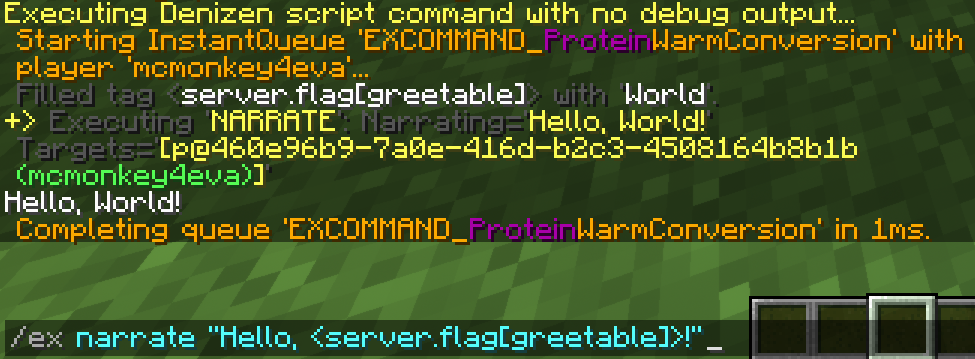 Executing Denizen script command with no debug output...
Starting InstantQueue 'EXCOMMAND_ProteinWarmConversion' with
player 'mcmonkey4eva'...
Filled tag <server.flag[greetable]> with 'World'.
+> Executing 'NARRATE': Narrating='Hello, World!'
Targets='[p@460e96b9-7a0e-416d-b2c3-4508164b8b1b
(mcmonkey4eva)]'
Hello, World!
Completing queue 'EXCOMMAND_ProteinWarmConversion' in 1ms.
/ex narrate "Hello, <server.flag[greetable]>!"_